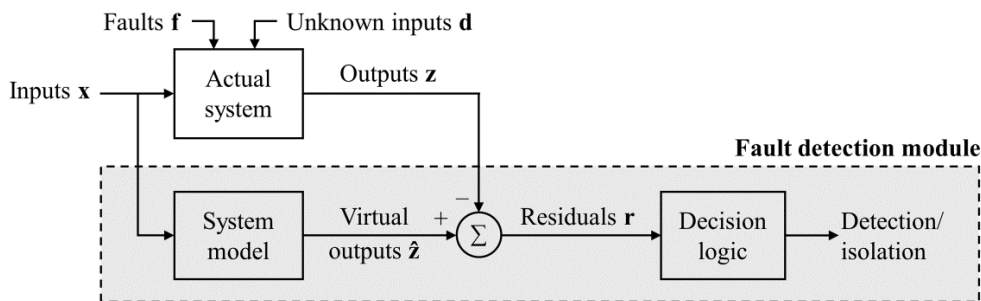 Faults f
Unknown inputs d
Inputs x
Actual
system
Outputs z
Fault detection module
System
model
Virtual
outputs ẑ
+
−
Σ
Residuals r
Decision
logic
Detection/
isolation